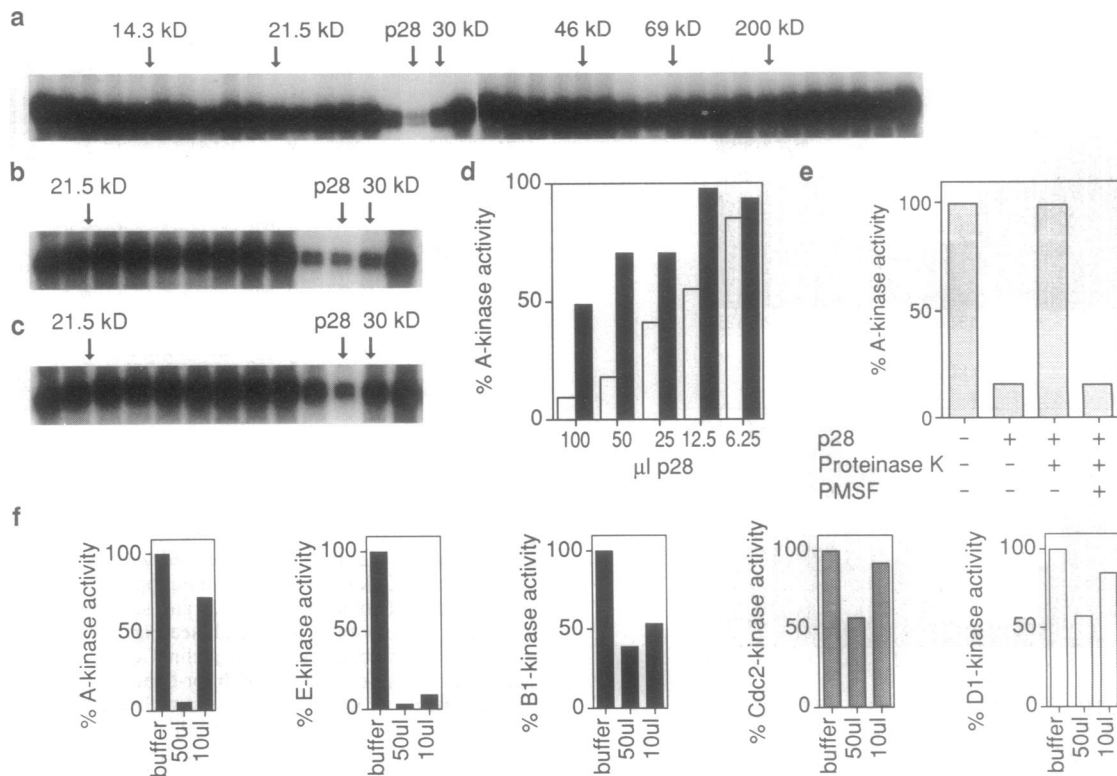 a
14.3 kD 21.5 kD p28 30 kD 46 kD 69 kD 200 kD
b
21.5 kD p28 30 kD
c
21.5 kD p28 30 kD
d
% A-kinase activity
100
50
0
100 50 25 12.5 6.25
µl p28
e
% A-kinase activity
100
50
0
p28 − + + +
Proteinase K − − + +
PMSF − − − +
f
% A-kinase activity
100
50
0
buffer
50ul
10ul
% E-kinase activity
100
50
0
buffer
50ul
10ul
% B1-kinase activity
100
50
0
buffer
50ul
10ul
% Cdc2-kinase activity
100
50
0
buffer
50ul
10ul
% D1-kinase activity
100
50
0
buffer
50ul
10ul